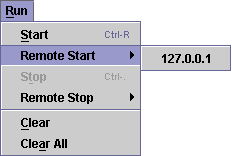 Run
Start Ctrl-R
Remote Start 127.0.0.1
Stop Ctrl-.
Remote Stop
Clear
Clear All